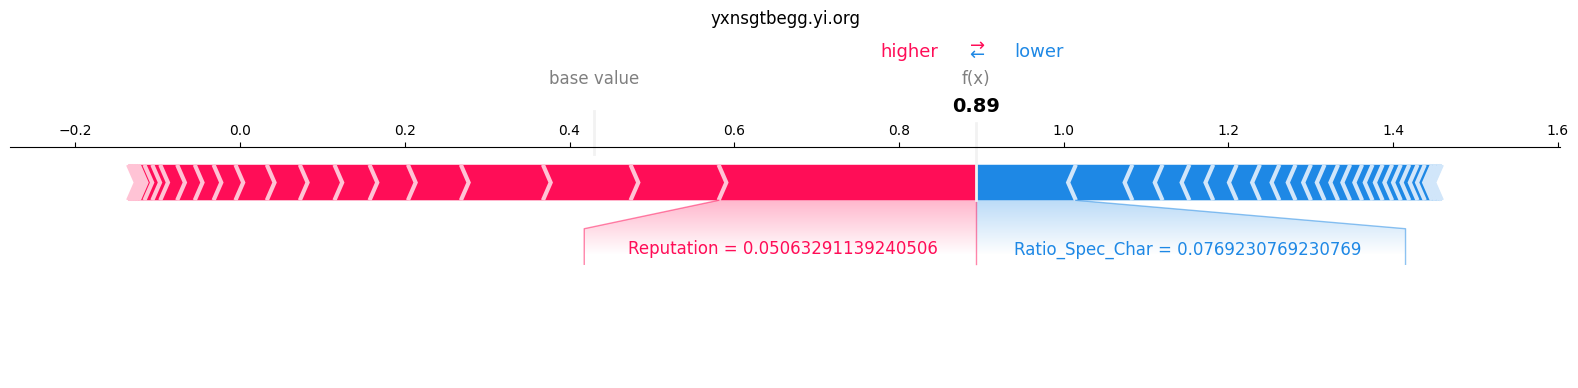 yxnsgtbegg.yi.org
higher ⇄ lower
base value f(x)
0.89
−0.2 0.0 0.2 0.4 0.6 0.8 1.0 1.2 1.4 1.6
Reputation = 0.05063291139240506 Ratio_Spec_Char = 0.0769230769230769